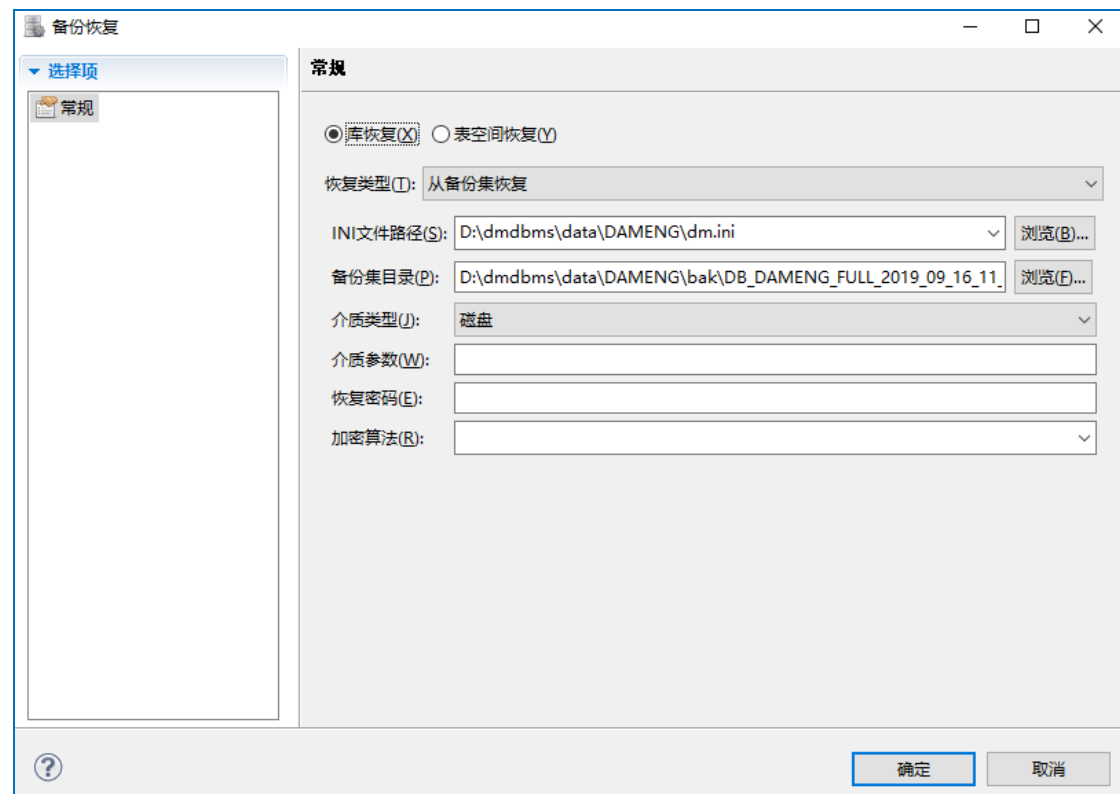 备份恢复
选择项
常规
常规
库恢复(X) 表空间恢复(Y)
恢复类型(T): 从备份集恢复
INI文件路径(S): D:\dmdbms\data\DAMENG\dm.ini 浏览(B)...
备份集目录(P): D:\dmdbms\data\DAMENG\bak\DB_DAMENG_FULL_2019_09_16_11_ 浏览(F)...
介质类型(J): 磁盘
介质参数(W):
恢复密码(E):
加密算法(R):
确定 取消